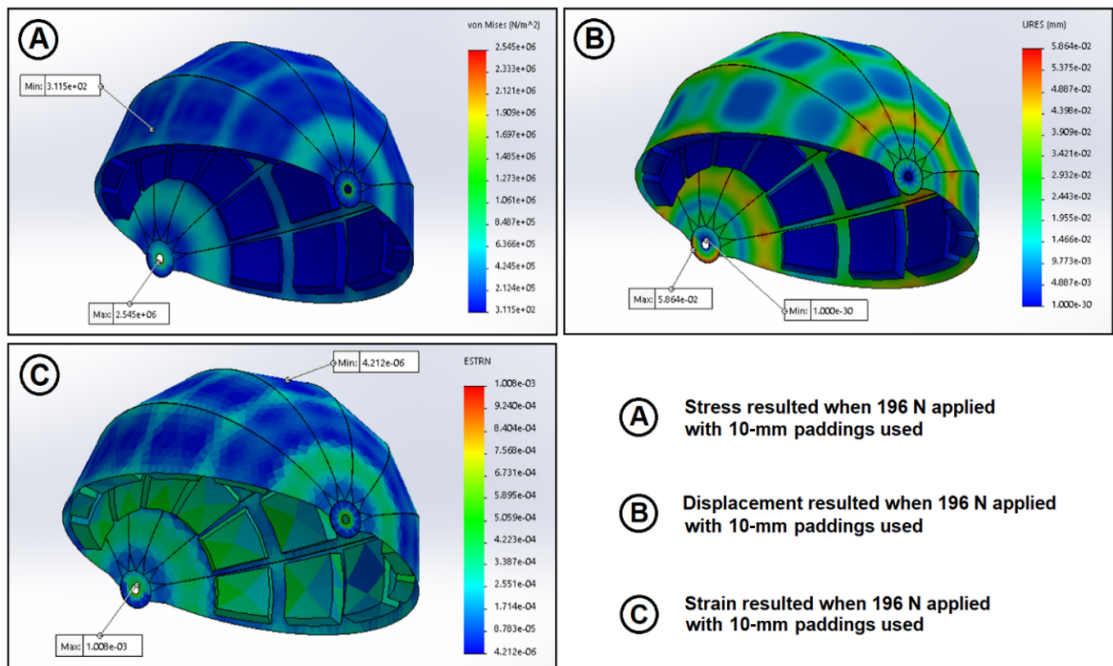 A
von Mises (N/m^2)
2.545e+06
2.333e+06
2.121e+06
1.909e+06
1.697e+06
1.485e+06
1.273e+06
1.061e+06
8.487e+05
6.366e+05
4.245e+05
2.124e+05
3.115e+02
Min: 3.115e+02
Max: 2.545e+06
B
URES (mm)
5.864e-02
5.375e-02
4.887e-02
4.398e-02
3.909e-02
3.421e-02
2.932e-02
2.443e-02
1.955e-02
1.466e-02
9.773e-03
4.887e-03
1.000e-30
Max: 5.864e-02
Min: 1.000e-30
C
ESTRN
1.008e-03
9.240e-04
8.404e-04
7.568e-04
6.731e-04
5.895e-04
5.059e-04
4.223e-04
3.387e-04
2.551e-04
1.714e-04
8.783e-05
4.212e-06
Min: 4.212e-06
Max: 1.008e-03
A Stress resulted when 196 N applied
with 10-mm paddings used
B Displacement resulted when 196 N applied
with 10-mm paddings used
C Strain resulted when 196 N applied
with 10-mm paddings used